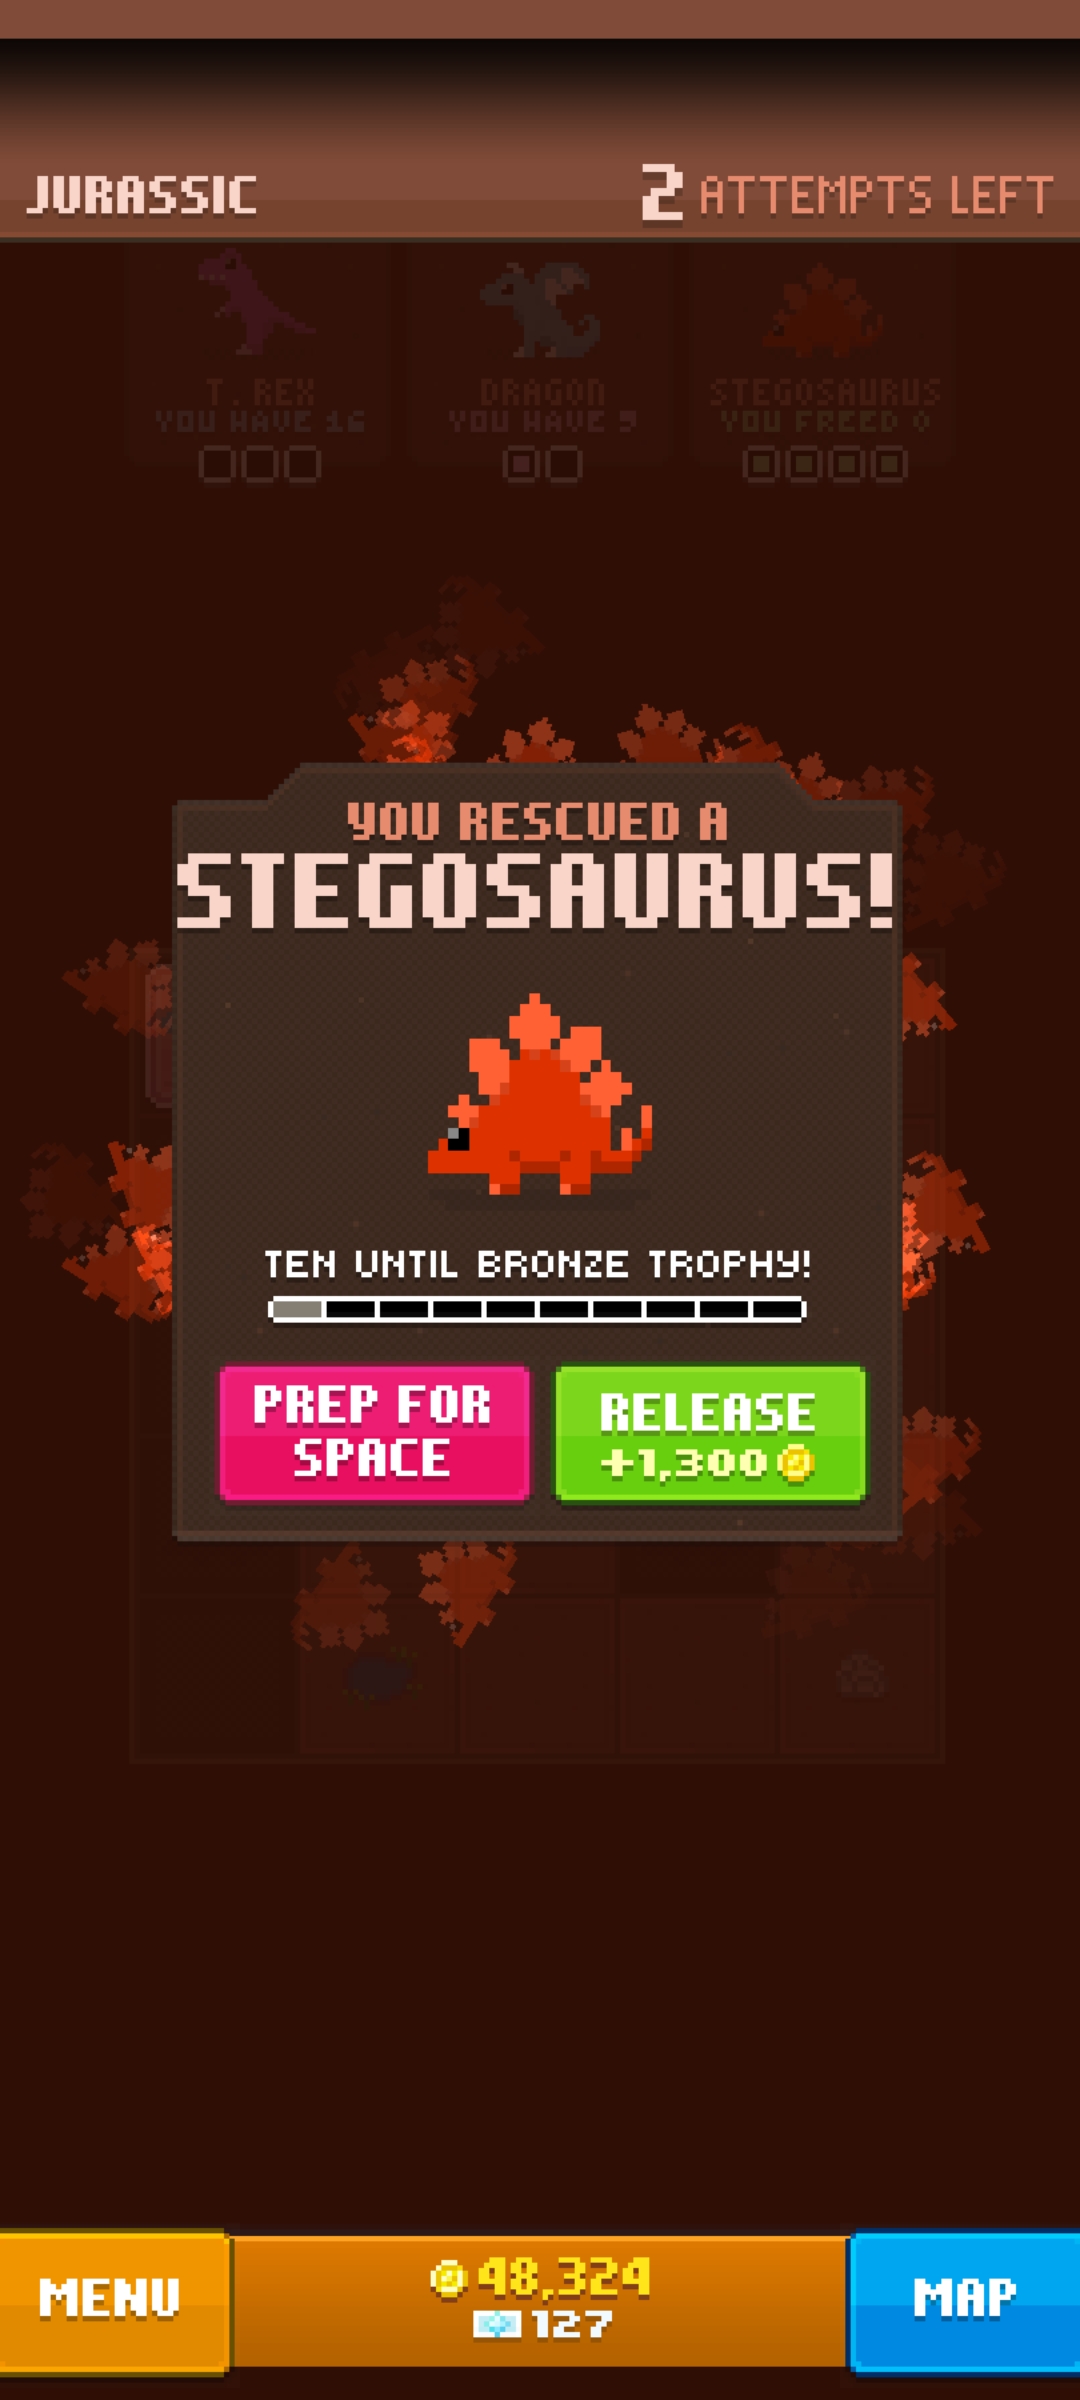 JURASSIC
2 ATTEMPTS LEFT
T. REX
YOU HAVE 16
DRAGON
YOU HAVE 9
STEGOSAURUS
YOU FREED 0
YOU RESCUED A
STEGOSAURUS!
TEN UNTIL BRONZE TROPHY!
PREP FOR
SPACE
RELEASE
+1,300
MENU
48,324
127
MAP